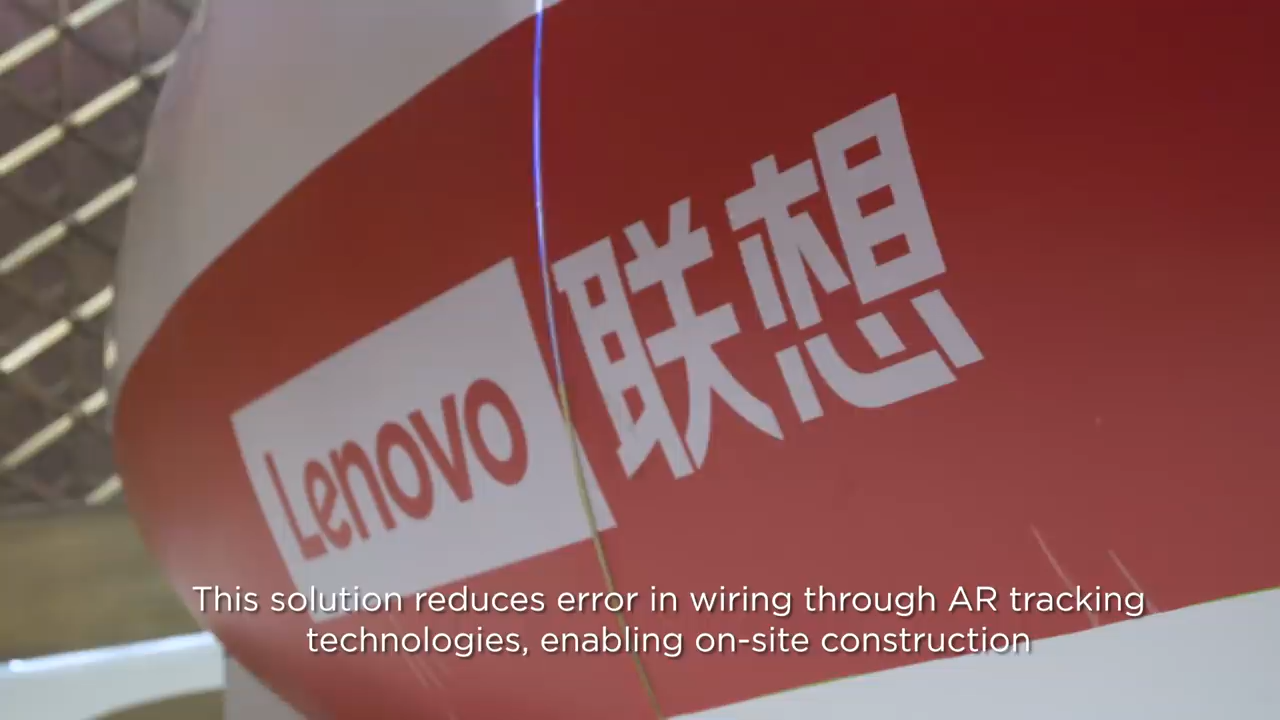 Lenovo 联想
This solution reduces error in wiring through AR tracking
technologies, enabling on-site construction